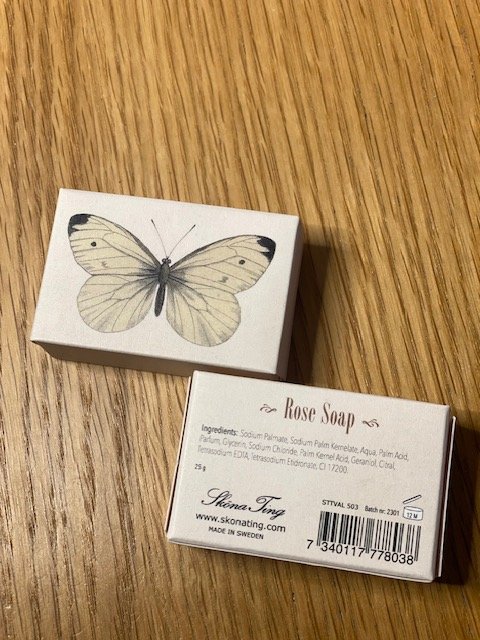 Rose Soap
Ingredients: Sodium Palmate, Sodium Palm Kernelate, Aqua, Palm Acid,
Parfum, Glycerin, Sodium Chloride, Palm Kernel Acid, Geraniol, Citral,
Tetrasodium EDTA, Tetrasodium Etidronate, CI 17200.
25 g
STTVAL 503 Batch nr: 2301
12 M
Skona Ting
www.skonating.com
MADE IN SWEDEN
7 340117 778038